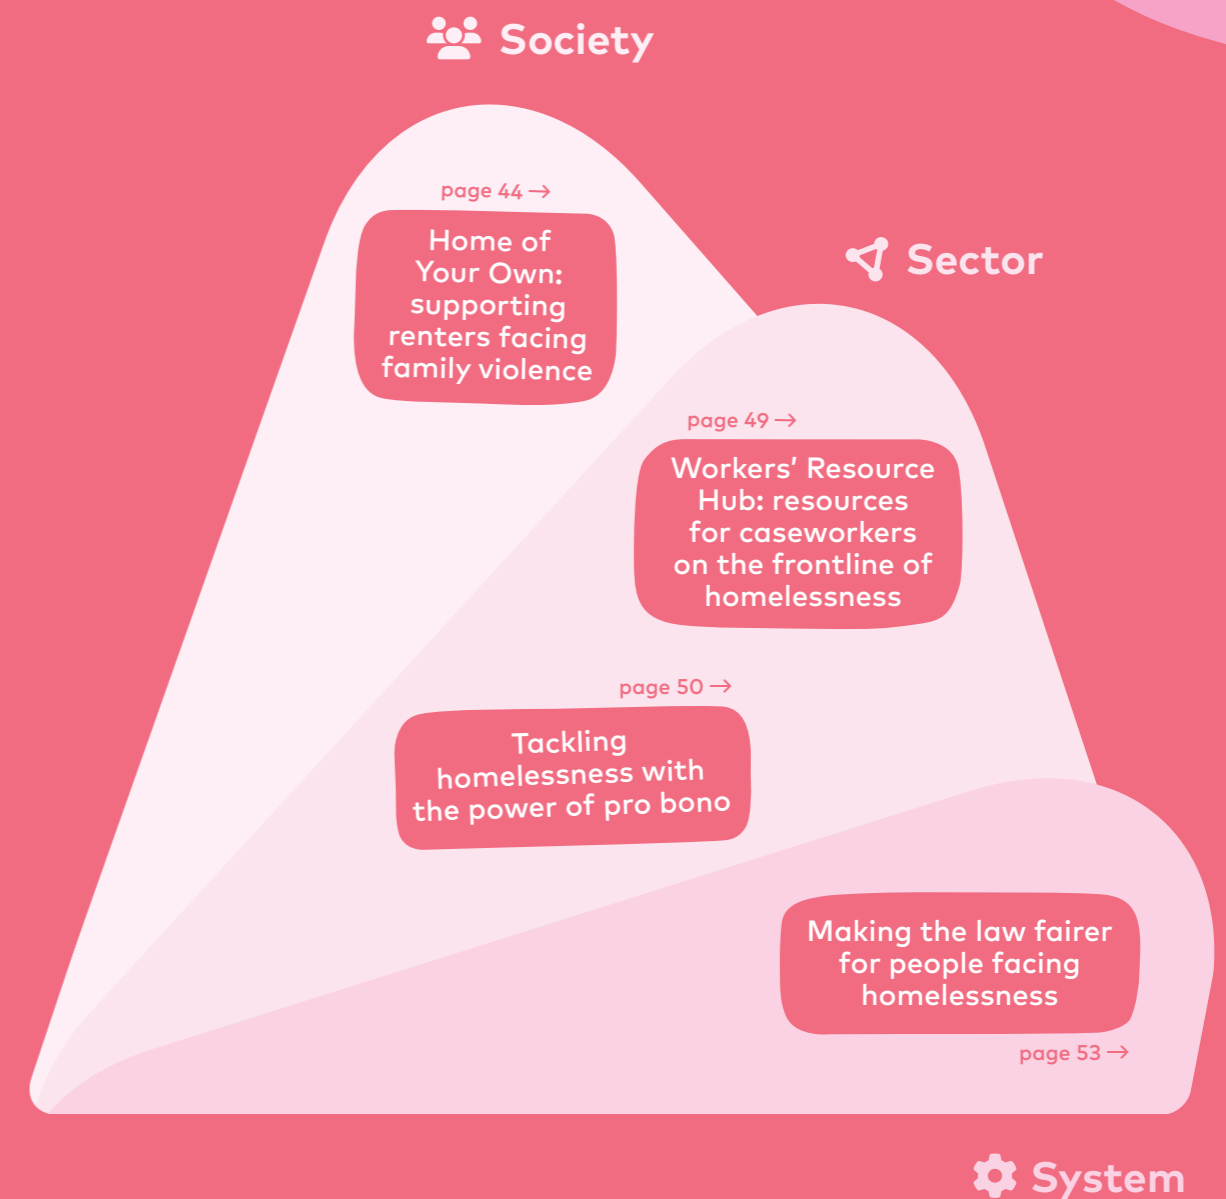 Society
page 44 →
Home of
Your Own:
supporting
renters facing
family violence
Sector
page 49 →
Workers’ Resource
Hub: resources
for caseworkers
on the frontline of
homelessness
page 50 →
Tackling
homelessness with
the power of pro bono
Making the law fairer
for people facing
homelessness
page 53 →
System